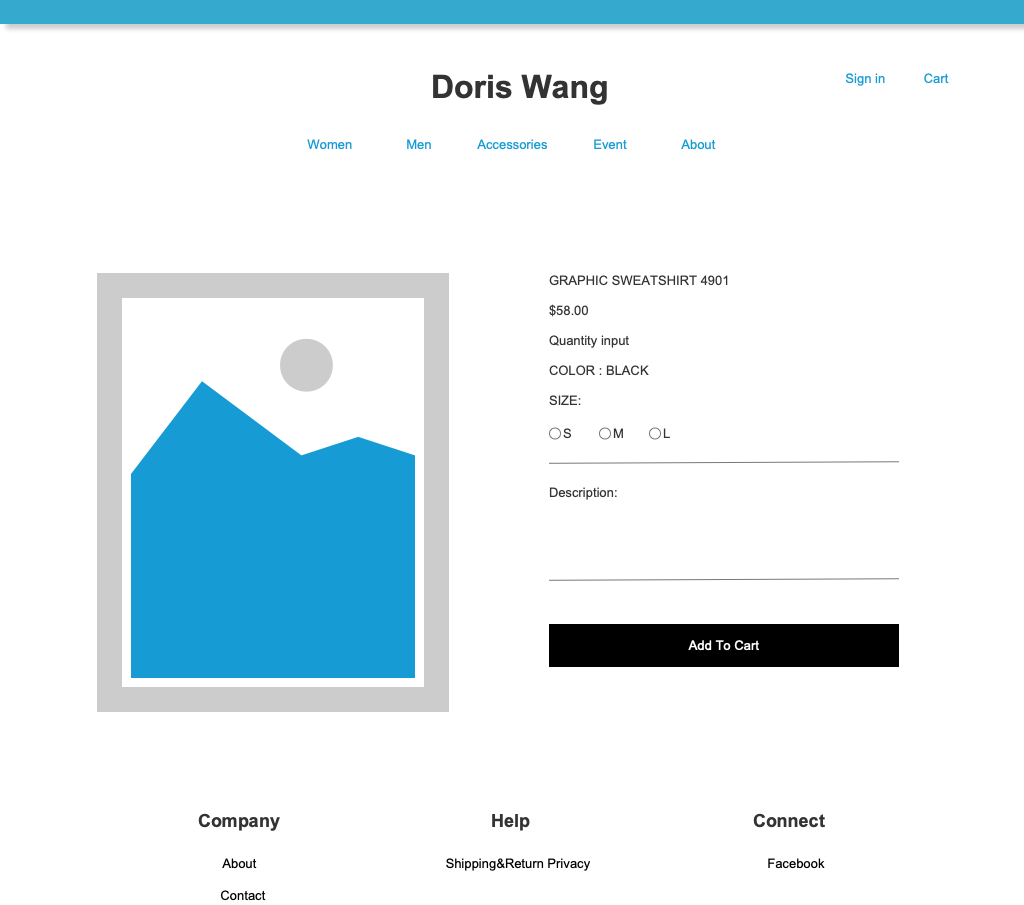 Doris Wang
Sign in Cart
Women Men Accessories Event About
GRAPHIC SWEATSHIRT 4901
$58.00
Quantity input
COLOR : BLACK
SIZE:
S M L
Description:
Add To Cart
Company Help Connect
About Shipping&Return Privacy Facebook
Contact